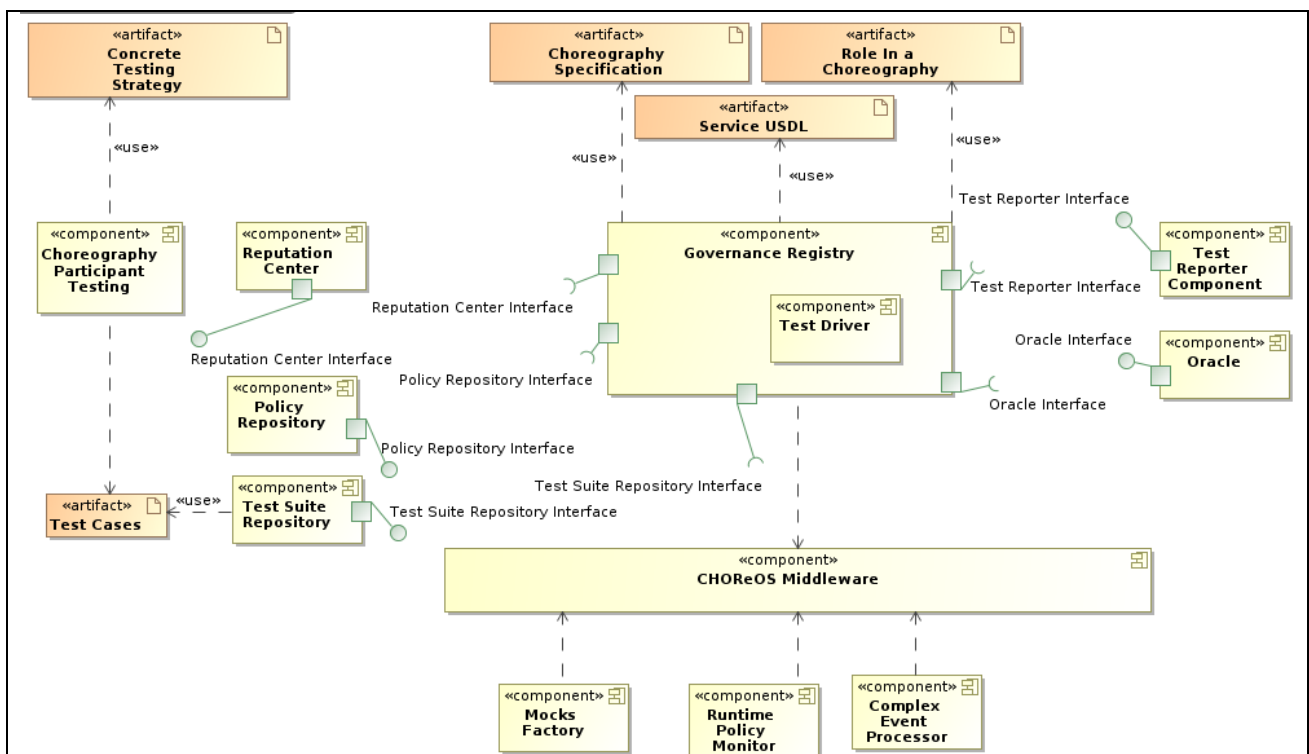 «artifact»
Concrete
Testing
Strategy
«artifact»
Choreography
Specification
«artifact»
Role In a
Choreography
«artifact»
Service USDL
«use»
«use»
«use»
«use»
«component»
Choreography
Participant
Testing
«component»
Reputation
Center
Reputation Center Interface
«component»
Governance Registry
«component»
Test Driver
Reputation Center Interface
Policy Repository Interface
Test Suite Repository Interface
Test Reporter Interface
Oracle Interface
Test Reporter Interface
«component»
Test
Reporter
Component
Oracle Interface
«component»
Oracle
«component»
Policy
Repository
Policy Repository Interface
«artifact»
Test Cases
«use»
«component»
Test Suite
Repository
Test Suite Repository Interface
«component»
CHOReOS Middleware
«component»
Mocks
Factory
«component»
Runtime
Policy
Monitor
«component»
Complex
Event
Processor